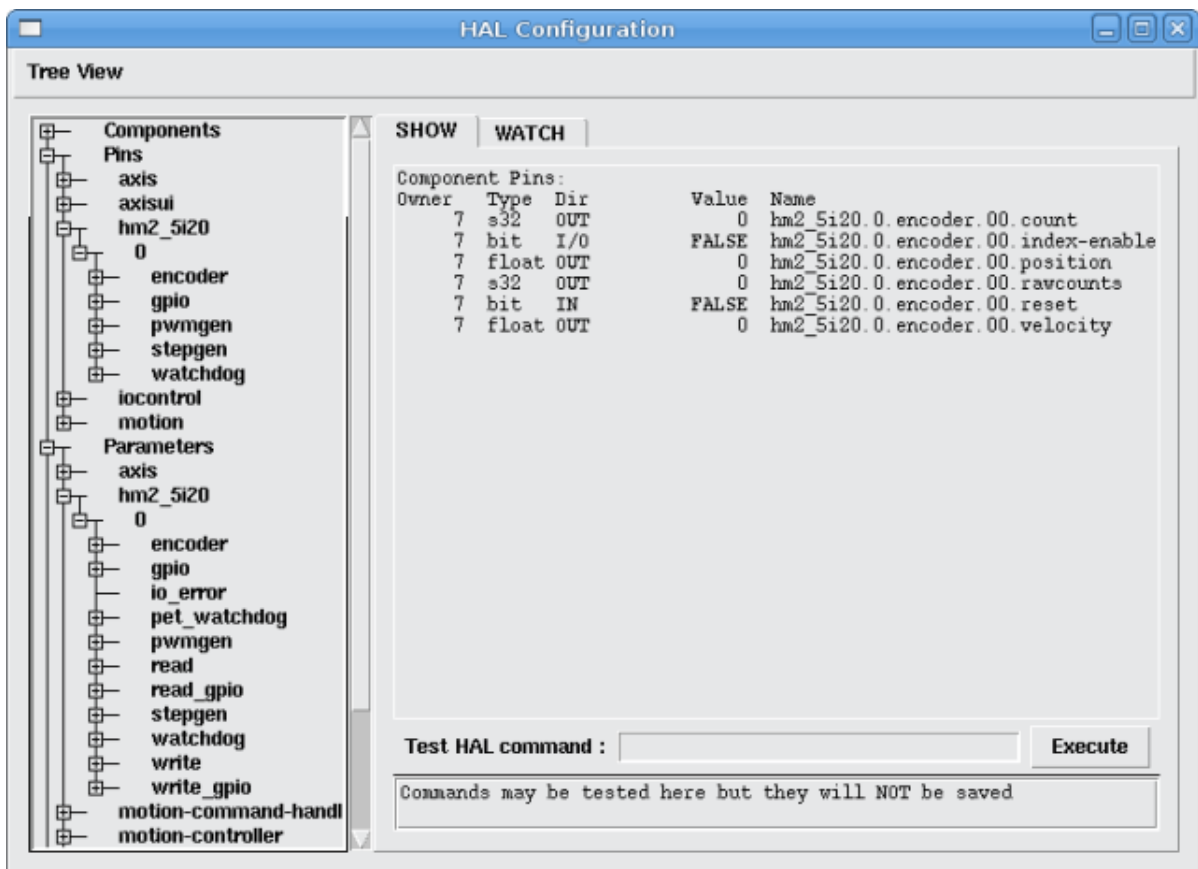 HAL Configuration
Tree View
Components
Pins
axis
axisui
hm2_5i20
0
encoder
gpio
pwmgen
stepgen
watchdog
iocontrol
motion
Parameters
axis
hm2_5i20
0
encoder
gpio
io_error
pet_watchdog
pwmgen
read
read_gpio
stepgen
watchdog
write
write_gpio
motion-command-handl
motion-controller
SHOW WATCH
Component Pins:
Owner Type Dir Value Name
7 s32 OUT 0 hm2_5i20.0.encoder.00.count
7 bit I/O FALSE hm2_5i20.0.encoder.00.index-enable
7 float OUT 0 hm2_5i20.0.encoder.00.position
7 s32 OUT 0 hm2_5i20.0.encoder.00.rawcounts
7 bit IN FALSE hm2_5i20.0.encoder.00.reset
7 float OUT 0 hm2_5i20.0.encoder.00.velocity
Test HAL command : Execute
Commands may be tested here but they will NOT be saved